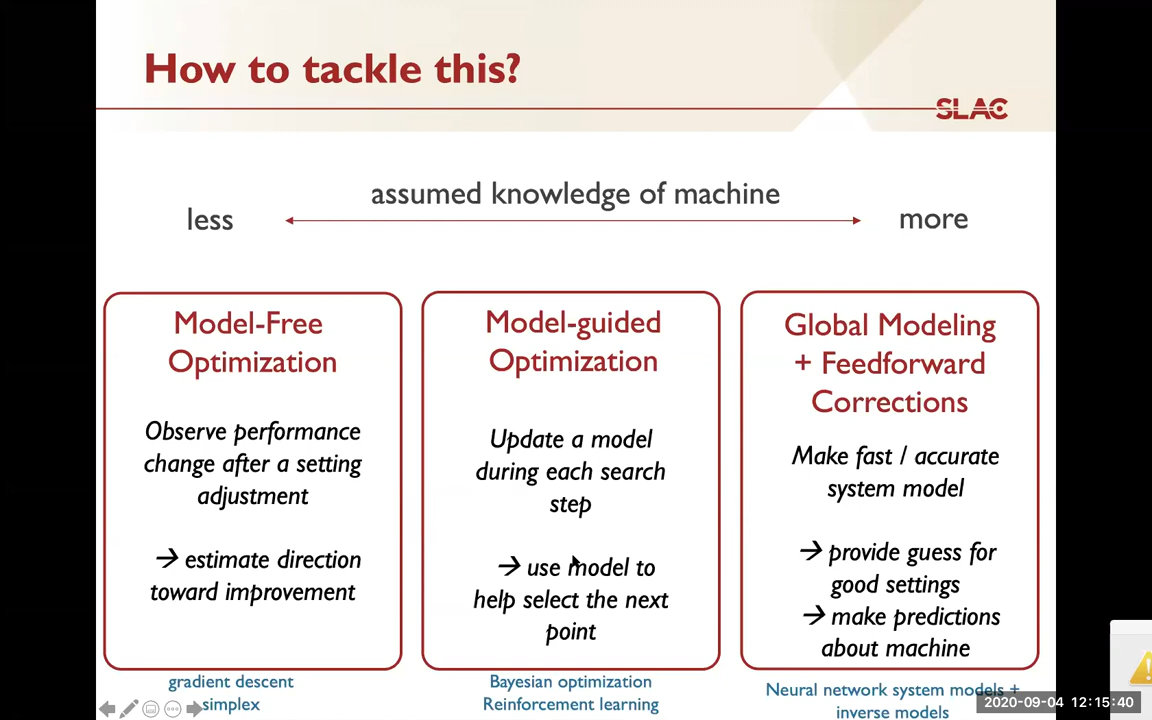 How to tackle this?
SLAC
assumed knowledge of machine
less
more
Model-Free
Optimization
Observe performance
change after a setting
adjustment
→ estimate direction
toward improvement
gradient descent
simplex
Model-guided
Optimization
Update a model
during each search
step
→ use model to
help select the next
point
Bayesian optimization
Reinforcement learning
Global Modeling
+ Feedforward
Corrections
Make fast / accurate
system model
→ provide guess for
good settings
→ make predictions
about machine
Neural network system models +
inverse models
2020-09-04 12:15:40